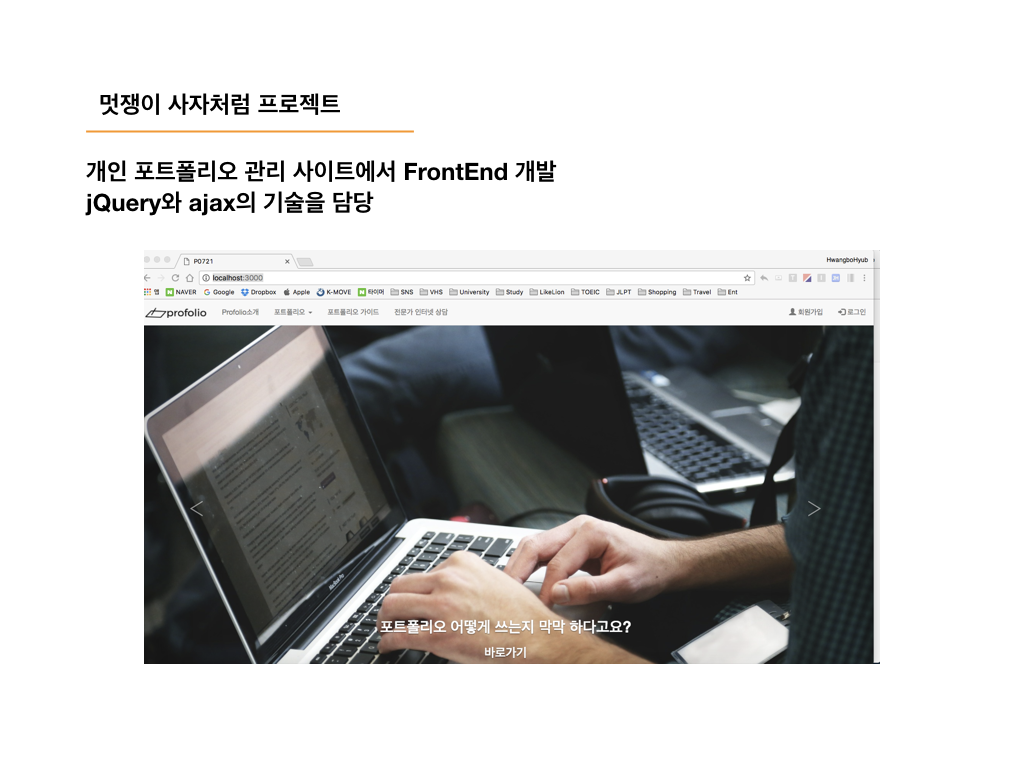 멋쟁이 사자처럼 프로젝트
개인 포트폴리오 관리 사이트에서 FrontEnd 개발
jQuery와 ajax의 기술을 담당
P0721
HwangboHyub
localhost:3000
앱 NAVER Google Dropbox Apple K-MOVE 타이머 SNS VHS University Study LikeLion TOEIC JLPT Shopping Travel Ent
profolio Profolio소개 포트폴리오 포트폴리오 가이드 전문가 인터넷 상담 회원가입 로그인
포트폴리오 어떻게 쓰는지 막막 하다고요?
바로가기